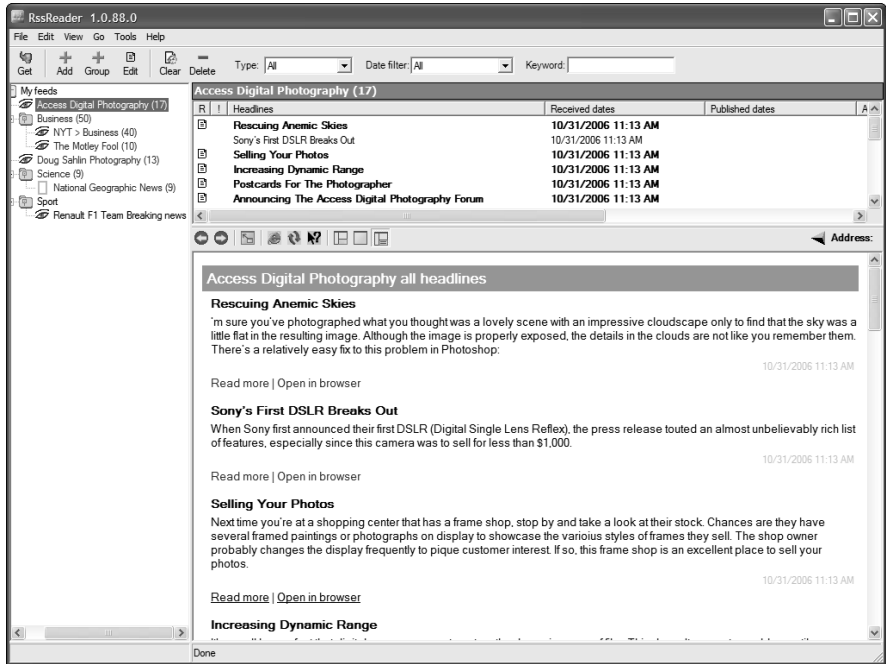 RssReader 1.0.88.0
File Edit View Go Tools Help
Get Add Group Edit Clear Delete Type: All Date filter: All Keyword:
My feeds
Access Digital Photography (17)
Business (50)
NYT > Business (40)
The Motley Fool (10)
Doug Sahlin Photography (13)
Science (9)
National Geographic News (9)
Sport
Renault F1 Team Breaking news
Access Digital Photography (17)
R ! Headlines Received dates Published dates A
Rescuing Anemic Skies 10/31/2006 11:13 AM
Sony's First DSLR Breaks Out 10/31/2006 11:13 AM
Selling Your Photos 10/31/2006 11:13 AM
Increasing Dynamic Range 10/31/2006 11:13 AM
Postcards For The Photographer 10/31/2006 11:13 AM
Announcing The Access Digital Photography Forum 10/31/2006 11:13 AM
Address:
Access Digital Photography all headlines
Rescuing Anemic Skies
'm sure you've photographed what you thought was a lovely scene with an impressive cloudscape only to find that the sky was a
little flat in the resulting image. Although the image is properly exposed, the details in the clouds are not like you remember them.
There's a relatively easy fix to this problem in Photoshop:
10/31/2006 11:13 AM
Read more | Open in browser
Sony's First DSLR Breaks Out
When Sony first announced their first DSLR (Digital Single Lens Reflex), the press release touted an almost unbelievably rich list
of features, especially since this camera was to sell for less than $1,000.
10/31/2006 11:13 AM
Read more | Open in browser
Selling Your Photos
Next time you're at a shopping center that has a frame shop, stop by and take a look at their stock. Chances are they have
several framed paintings or photographs on display to showcase the varioius styles of frames they sell. The shop owner
probably changes the display frequently to pique customer interest. If so, this frame shop is an excellent place to sell your
photos.
10/31/2006 11:13 AM
Read more | Open in browser
Increasing Dynamic Range
Done